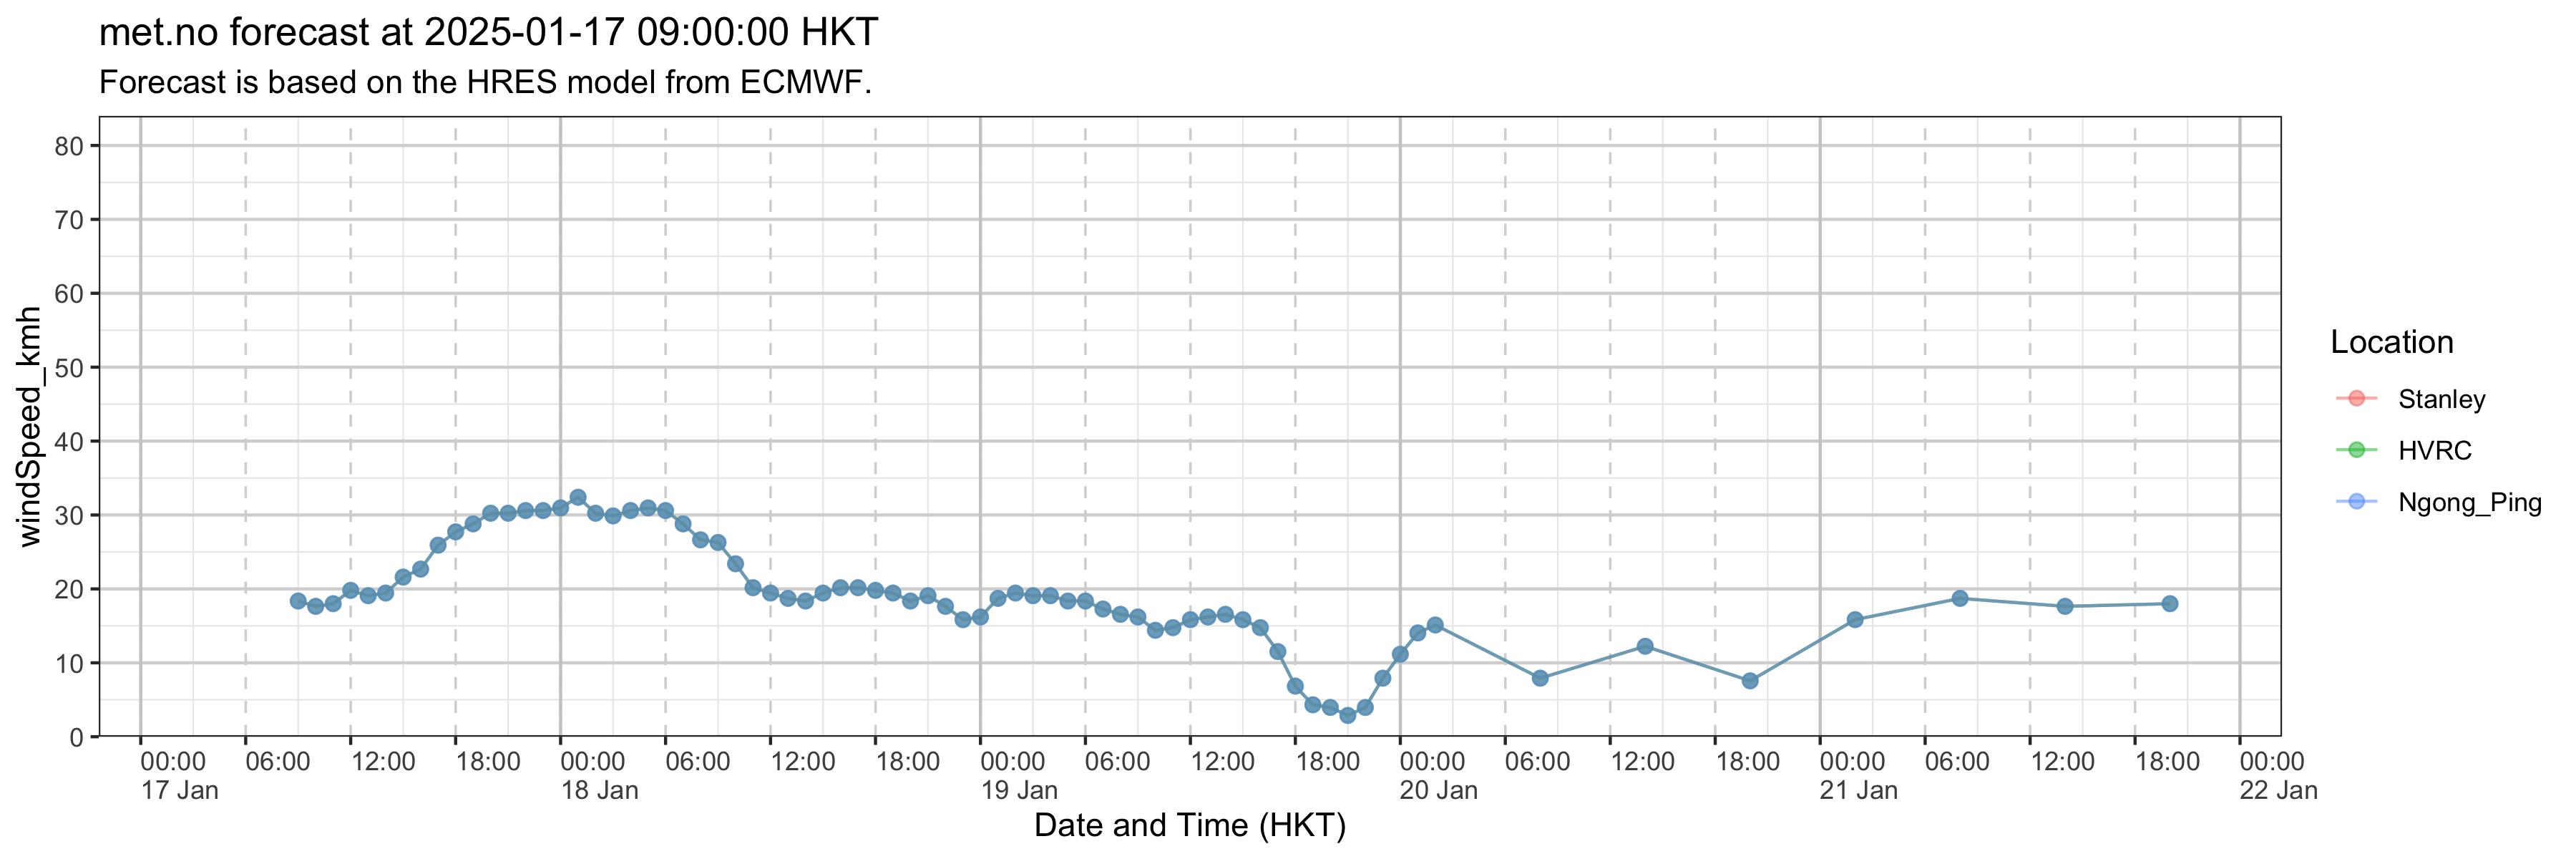 met.no forecast at 2025-01-17 09:00:00 HKT
Forecast is based on the HRES model from ECMWF.
windSpeed_kmh
80
70
60
50
40
30
20
10
0
00:00 06:00 12:00 18:00 00:00 06:00 12:00 18:00 00:00 06:00 12:00 18:00 00:00 06:00 12:00 18:00 00:00 06:00 12:00 18:00 00:00
17 Jan 18 Jan 19 Jan 20 Jan 21 Jan 22 Jan
Date and Time (HKT)
Location
Stanley
HVRC
Ngong_Ping